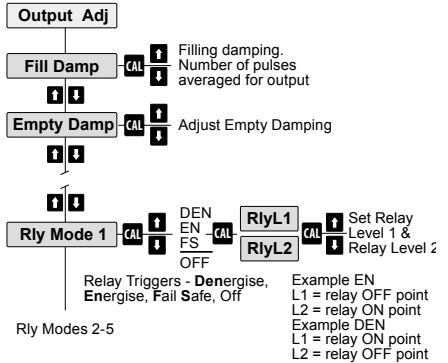 Output Adj
Fill Damp
CAL
Filling damping.
Number of pulses
averaged for output
Empty Damp
CAL
Adjust Empty Damping
Rly Mode 1
CAL
DEN
EN
FS
OFF
CAL
RlyL1
RlyL2
CAL
Set Relay
Level 1 &
Relay Level 2
Relay Triggers - Denergise,
Energise, Fail Safe, Off
Example EN
L1 = relay OFF point
L2 = relay ON point
Example DEN
L1 = relay ON point
L2 = relay OFF point
Rly Modes 2-5